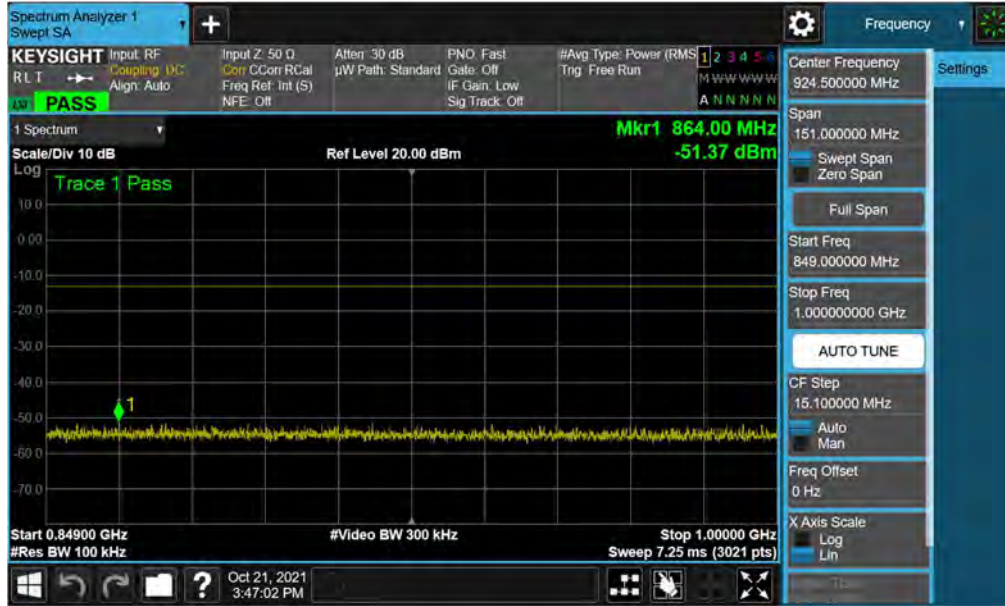 Spectrum Analyzer 1
Swept SA
Frequency
KEYSIGHT
RLT
PASS
Input: RF
Coupling: DC
Align: Auto
Input Z: 50 Ω
Corr CCorr RCal
Freq Ref: Int (S)
NFE: Off
Atten: 30 dB
µW Path: Standard
PNO: Fast
Gate: Off
IF Gain: Low
Sig Track: Off
#Avg Type: Power (RMS
Trig: Free Run
1 2 3 4 5 6
M W W W W W
A N N N N N
1 Spectrum
Scale/Div 10 dB
Ref Level 20.00 dBm
Mkr1 864.00 MHz
-51.37 dBm
Log
Trace 1 Pass
10.0
0.00
-10.0
-20.0
-30.0
-40.0
-50.0
-60.0
-70.0
1
Start 0.84900 GHz
#Res BW 100 kHz
#Video BW 300 kHz
Stop 1.00000 GHz
Sweep 7.25 ms (3021 pts)
Center Frequency
924.500000 MHz
Span
151.000000 MHz
Swept Span
Zero Span
Full Span
Start Freq
849.000000 MHz
Stop Freq
1.000000000 GHz
AUTO TUNE
CF Step
15.100000 MHz
Auto
Man
Freq Offset
0 Hz
X Axis Scale
Log
Lin
Settings
?
Oct 21, 2021
3:47:02 PM